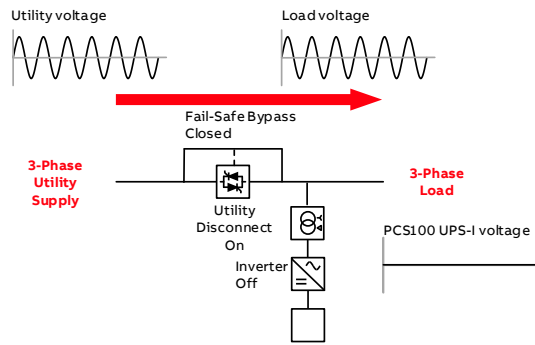 Utility voltage
Load voltage
Fail-Safe Bypass
Closed
3-Phase
Utility
Supply
3-Phase
Load
Utility
Disconnect
On
PCS100 UPS-I voltage
Inverter
Off